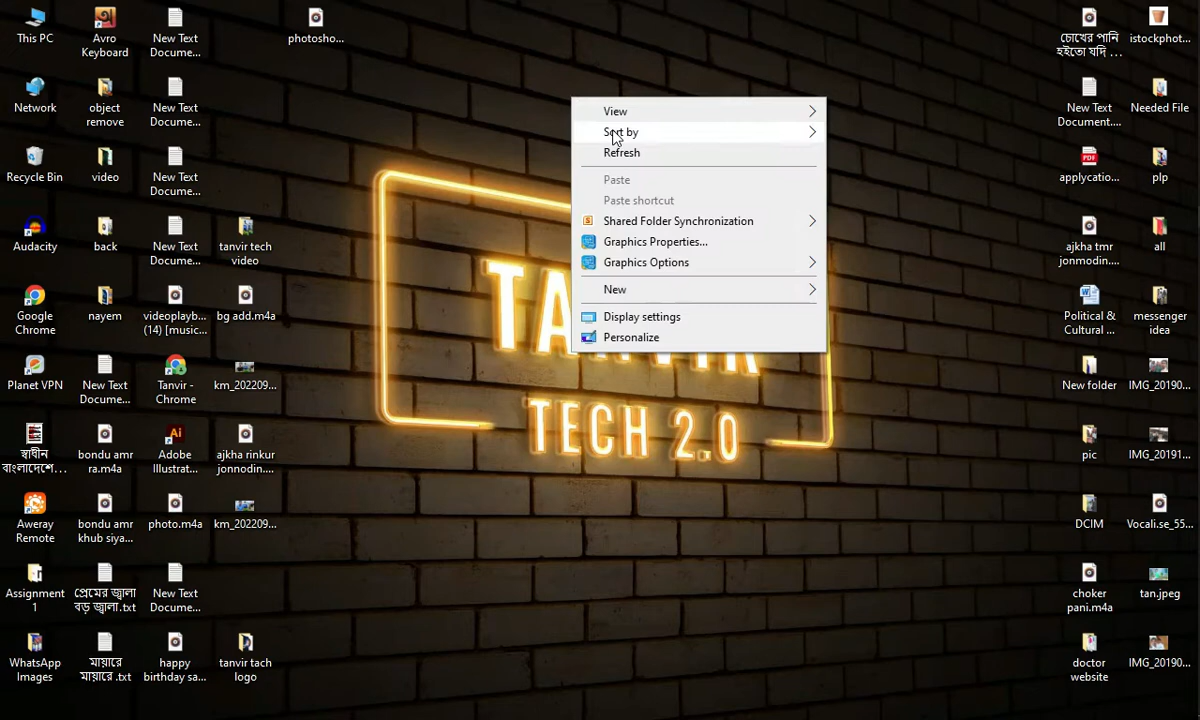 This PC
Avro
Keyboard
New Text
Docume...
photosho...
চোখের পানি
হইতো যদি ...
istockphot...
Network
object
remove
New Text
Docume...
New Text
Document....
Needed File
Recycle Bin
video
New Text
Docume...
applycatio...
plp
Audacity
back
New Text
Docume...
tanvir tech
video
ajkha tmr
jonmodin....
all
Google
Chrome
nayem
videoplayb...
(14) [music...
bg add.m4a
Political &
Cultural ...
messenger
idea
Planet VPN
New Text
Docume...
Tanvir -
Chrome
km_202209...
New folder
IMG_20190...
স্বাধীন
বাংলাদেশে...
bondu amr
ra.m4a
Adobe
Illustrat...
ajkha rinkur
jonnodin....
pic
IMG_20191...
Aweray
Remote
bondu amr
khub siya...
photo.m4a
km_202209...
DCIM
Vocali.se_55...
Assignment
1
প্রেমের জ্বালা
বড় জ্বালা.txt
New Text
Docume...
choker
pani.m4a
tan.jpeg
WhatsApp
Images
মায়ারে
মায়ারে .txt
happy
birthday sa...
tanvir tach
logo
doctor
website
IMG_20190...
View
Sort by
Refresh
Paste
Paste shortcut
Shared Folder Synchronization
Graphics Properties...
Graphics Options
New
Display settings
Personalize
TANVIR
TECH 2.0